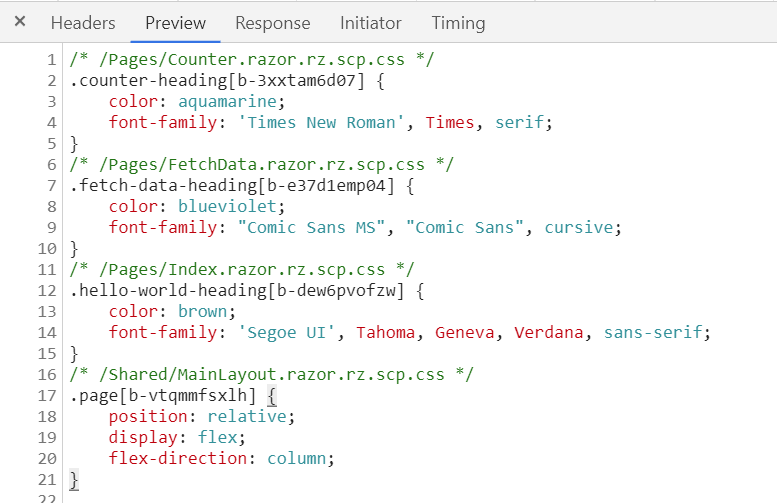 × Headers Preview Response Initiator Timing
1 /* /Pages/Counter.razor.rz.scp.css */
2 .counter-heading[b-3xxtam6d07] {
3     color: aquamarine;
4     font-family: 'Times New Roman', Times, serif;
5 }
6 /* /Pages/FetchData.razor.rz.scp.css */
7 .fetch-data-heading[b-e37d1emp04] {
8     color: blueviolet;
9     font-family: "Comic Sans MS", "Comic Sans", cursive;
10 }
11 /* /Pages/Index.razor.rz.scp.css */
12 .hello-world-heading[b-dew6pvofzw] {
13     color: brown;
14     font-family: 'Segoe UI', Tahoma, Geneva, Verdana, sans-serif;
15 }
16 /* /Shared/MainLayout.razor.rz.scp.css */
17 .page[b-vtqmmfsxlh] {
18     position: relative;
19     display: flex;
20     flex-direction: column;
21 }
22